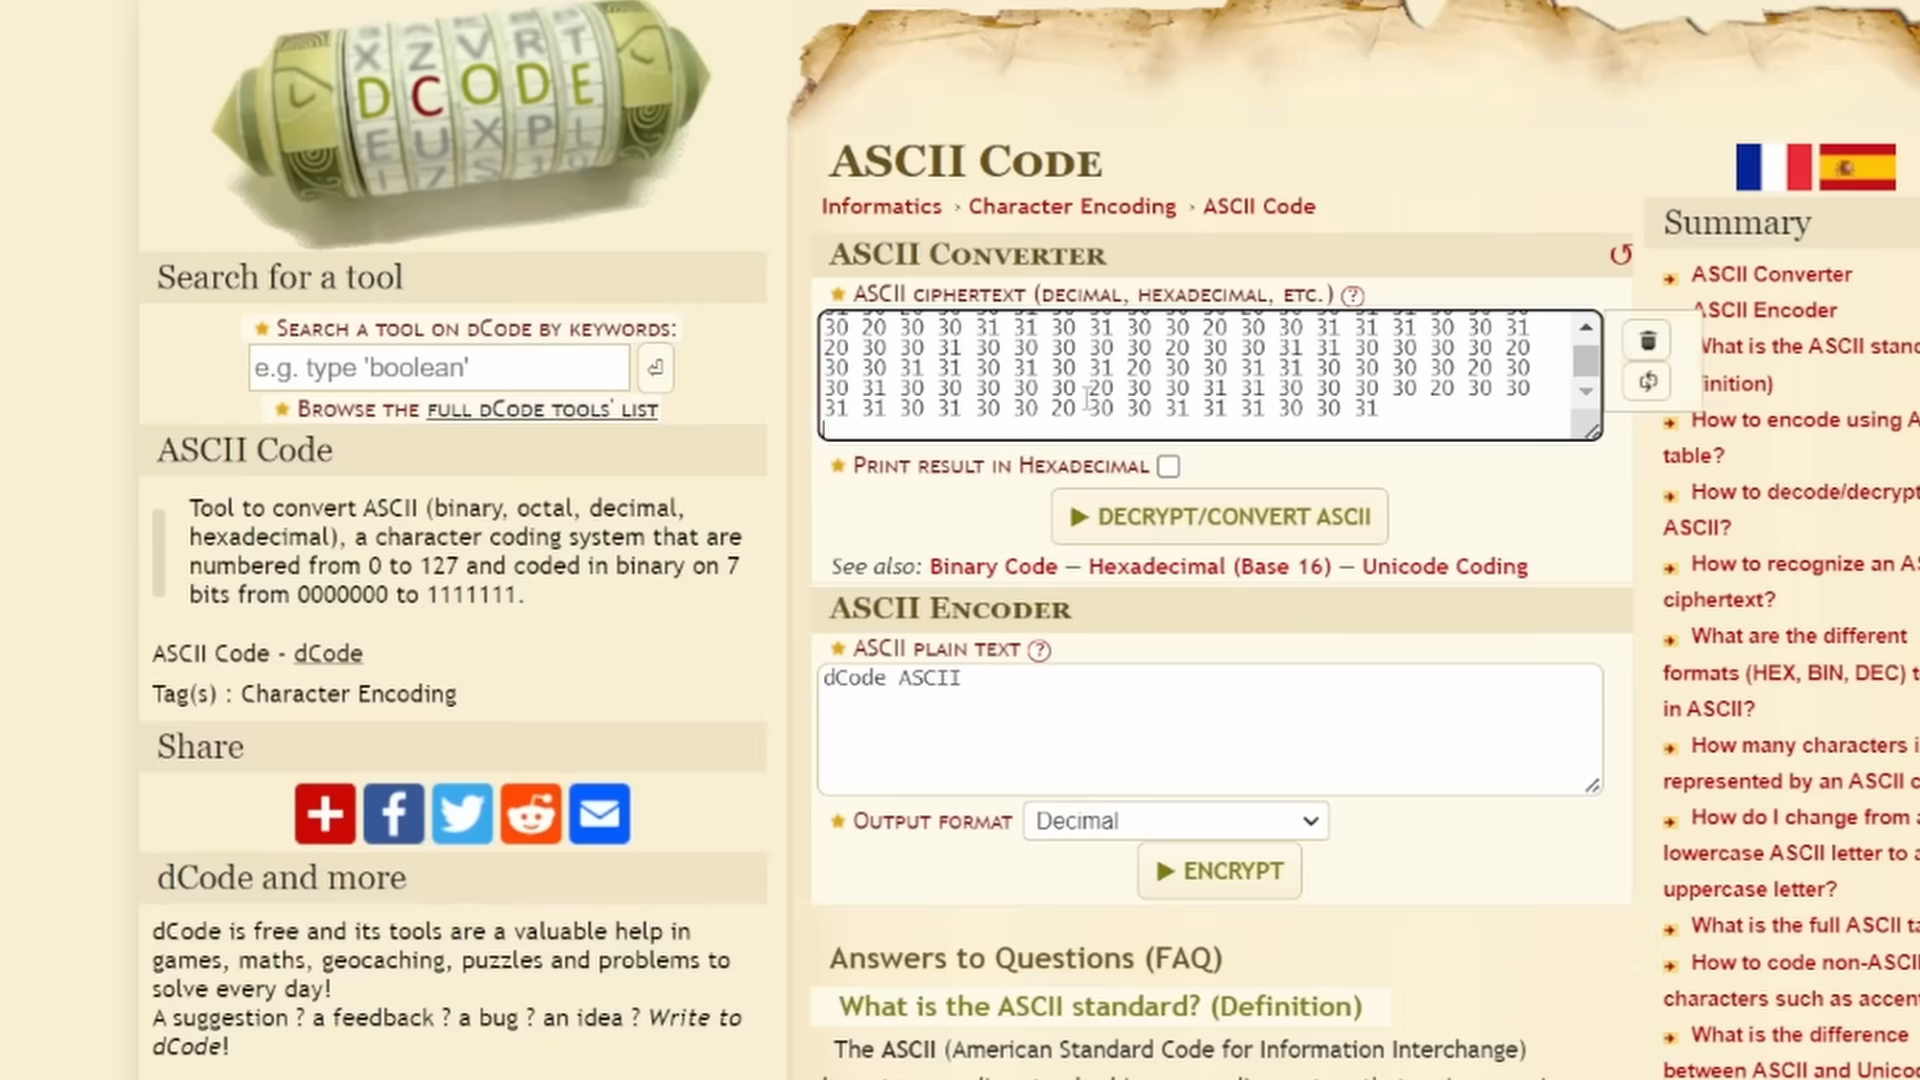 X Z V R T
D C O D E
E U X P L
I Z S 1 0
Search for a tool
★ Search a tool on dCode by keywords:
e.g. type 'boolean'
★ Browse the full dCode tools' list
ASCII Code
Tool to convert ASCII (binary, octal, decimal,
hexadecimal), a character coding system that are
numbered from 0 to 127 and coded in binary on 7
bits from 0000000 to 1111111.
ASCII Code - dCode
Tag(s) : Character Encoding
Share
dCode and more
dCode is free and its tools are a valuable help in
games, maths, geocaching, puzzles and problems to
solve every day!
A suggestion ? a feedback ? a bug ? an idea ? Write to
dCode!
ASCII Code
Informatics › Character Encoding › ASCII Code
ASCII Converter
★ ASCII ciphertext (decimal, hexadecimal, etc.) ?
30 20 30 30 31 31 30 31 30 30 20 30 30 31 31 31 30 30 31
20 30 30 31 30 30 30 30 30 20 30 30 31 31 30 30 30 30 20
30 30 31 31 30 31 30 31 20 30 30 31 31 30 30 30 30 20 30
30 31 30 30 30 30 30 20 30 30 31 31 30 30 30 30 20 30 30
31 31 30 31 30 30 20 30 30 31 31 31 30 30 31
★ Print result in Hexadecimal
▶ DECRYPT/CONVERT ASCII
See also: Binary Code — Hexadecimal (Base 16) — Unicode Coding
ASCII Encoder
★ ASCII plain text ?
dCode ASCII
★ Output format Decimal
▶ ENCRYPT
Answers to Questions (FAQ)
What is the ASCII standard? (Definition)
The ASCII (American Standard Code for Information Interchange)
Summary
ASCII Converter
ASCII Encoder
What is the ASCII stand
finition)
How to encode using A
table?
How to decode/decrypt
ASCII?
How to recognize an AS
ciphertext?
What are the different
formats (HEX, BIN, DEC) t
in ASCII?
How many characters i
represented by an ASCII c
How do I change from a
lowercase ASCII letter to a
uppercase letter?
What is the full ASCII ta
How to code non-ASCII
characters such as accent
What is the difference
between ASCII and Unico